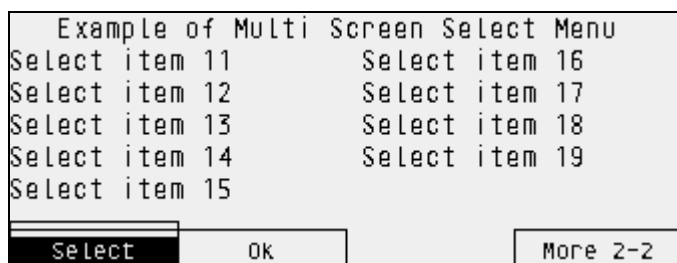 Example of Multi Screen Select Menu
Select item 11 Select item 16
Select item 12 Select item 17
Select item 13 Select item 18
Select item 14 Select item 19
Select item 15
Select Ok More 2-2